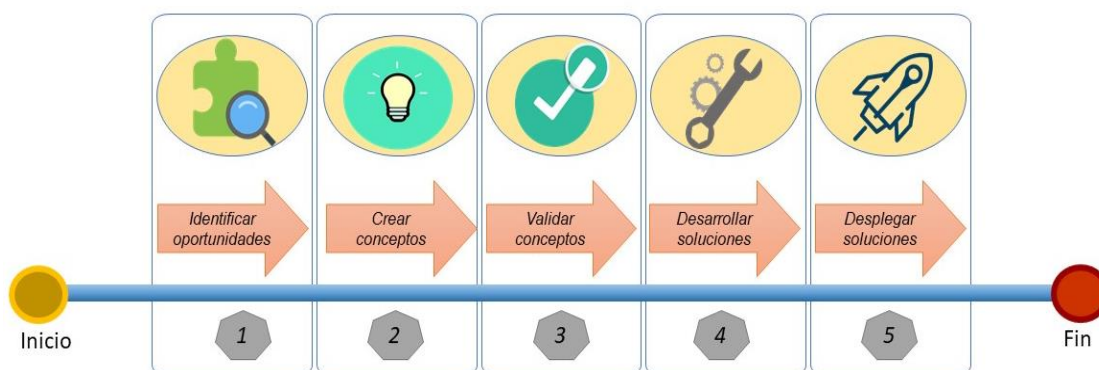 Identificar
oportunidades
Crear
conceptos
Validar
conceptos
Desarrollar
soluciones
Desplegar
soluciones
Inicio
1
2
3
4
5
Fin